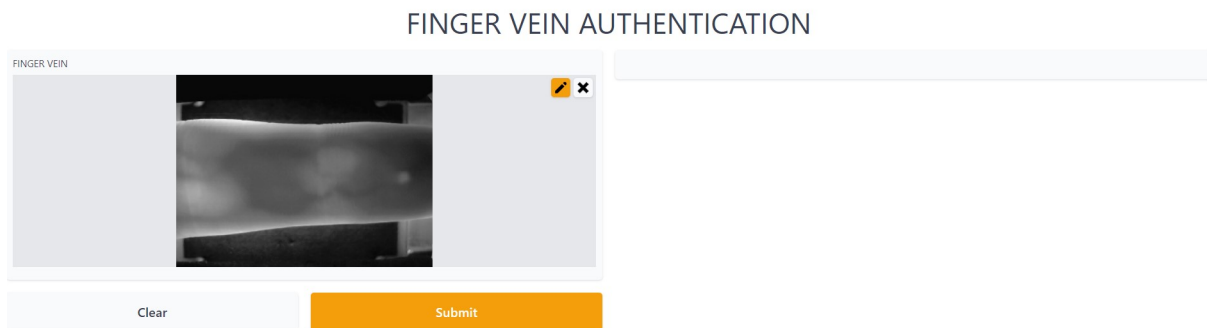 FINGER VEIN AUTHENTICATION
FINGER VEIN
Clear
Submit